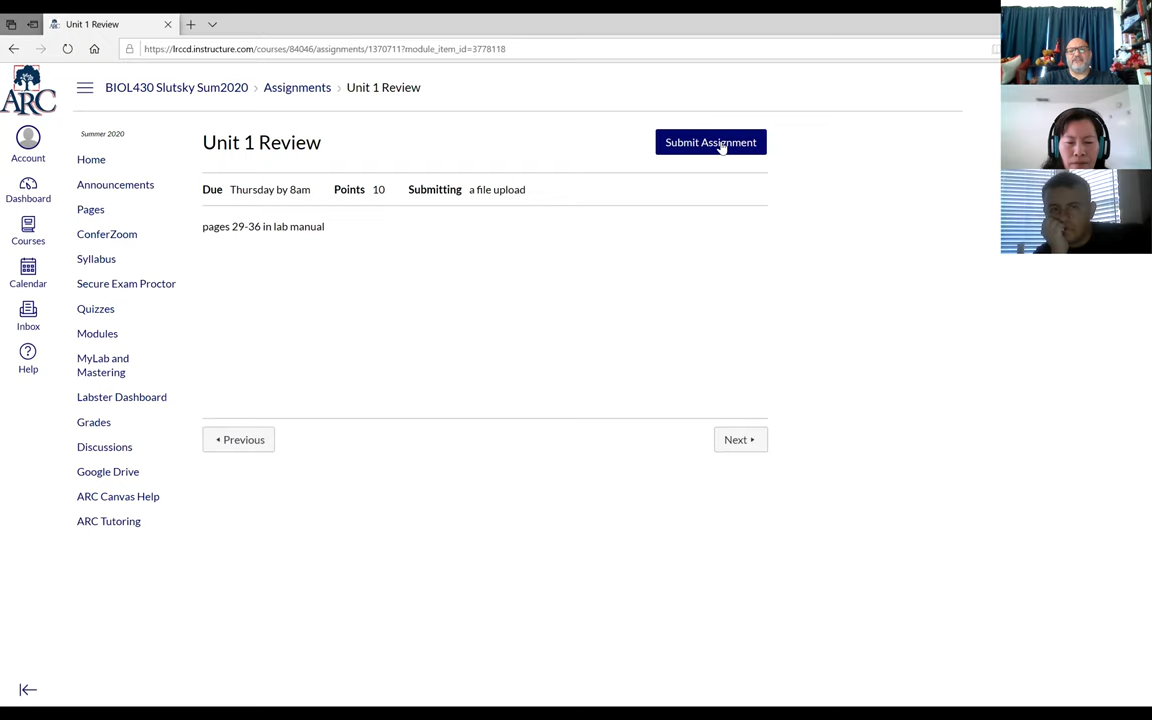 Unit 1 Review
https://lrccd.instructure.com/courses/84046/assignments/1370711?module_item_id=3778118
ARC
BIOL430 Slutsky Sum2020 › Assignments › Unit 1 Review
Account
Dashboard
Courses
Calendar
Inbox
Help
Summer 2020
Home
Announcements
Pages
ConferZoom
Syllabus
Secure Exam Proctor
Quizzes
Modules
MyLab and
Mastering
Labster Dashboard
Grades
Discussions
Google Drive
ARC Canvas Help
ARC Tutoring
Unit 1 Review
Submit Assignment
Due Thursday by 8am Points 10 Submitting a file upload
pages 29-36 in lab manual
Previous
Next